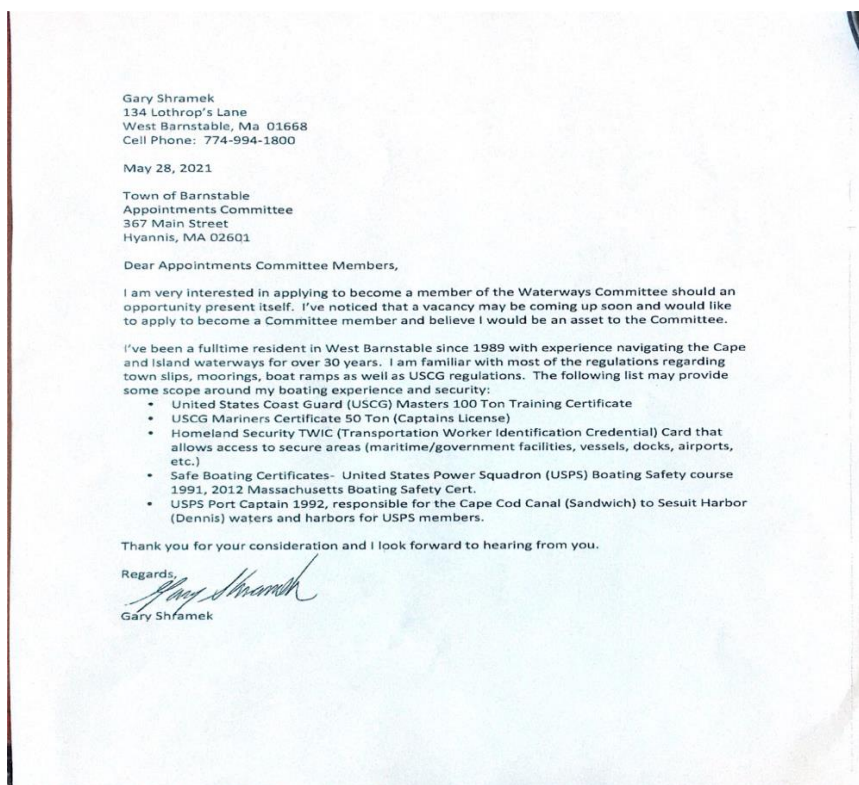 Gary Shramek
134 Lothrop's Lane
West Barnstable, Ma  01668
Cell Phone:  774-994-1800
May 28, 2021
Town of Barnstable
Appointments Committee
367 Main Street
Hyannis, MA 02601
Dear Appointments Committee Members,
I am very interested in applying to become a member of the Waterways Committee should an
opportunity present itself.  I've noticed that a vacancy may be coming up soon and would like
to apply to become a Committee member and believe I would be an asset to the Committee.
I've been a fulltime resident in West Barnstable since 1989 with experience navigating the Cape
and Island waterways for over 30 years.  I am familiar with most of the regulations regarding
town slips, moorings, boat ramps as well as USCG regulations.  The following list may provide
some scope around my boating experience and security:
• United States Coast Guard (USCG) Masters 100 Ton Training Certificate
• USCG Mariners Certificate 50 Ton (Captains License)
• Homeland Security TWIC (Transportation Worker Identification Credential) Card that
allows access to secure areas (maritime/government facilities, vessels, docks, airports,
etc.)
• Safe Boating Certificates-  United States Power Squadron (USPS) Boating Safety course
1991, 2012 Massachusetts Boating Safety Cert.
• USPS Port Captain 1992, responsible for the Cape Cod Canal (Sandwich) to Sesuit Harbor
(Dennis) waters and harbors for USPS members.
Thank you for your consideration and I look forward to hearing from you.
Regards,
Gary Shramek
Gary Shramek